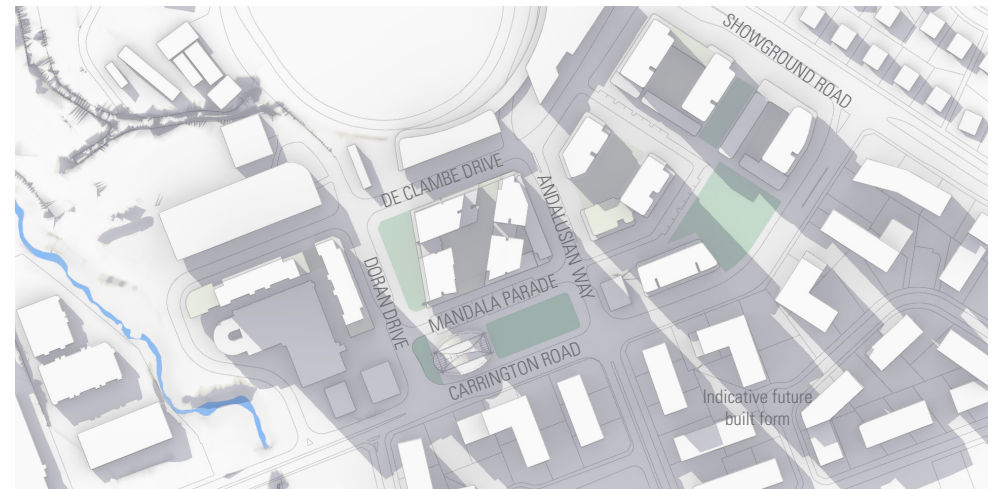 SHOWGROUND ROAD
DE CLAMBE DRIVE
ANDALUSIAN WAY
DORAN DRIVE
MANDALA PARADE
CARRINGTON ROAD
Indicative future
built form